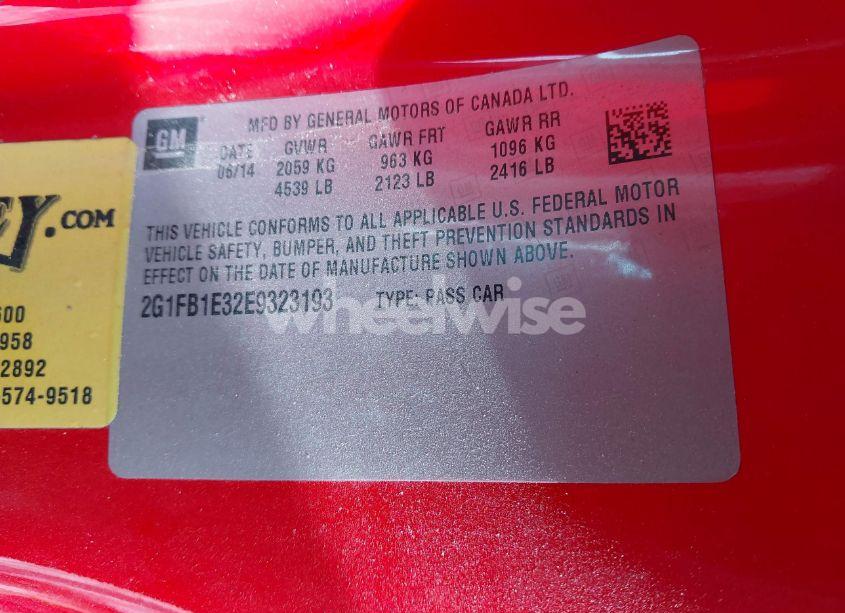 GM
MFD BY GENERAL MOTORS OF CANADA LTD.
DATE GVWR GAWR FRT GAWR RR
06/14 2059 KG 963 KG 1096 KG
4539 LB 2123 LB 2416 LB
THIS VEHICLE CONFORMS TO ALL APPLICABLE U.S. FEDERAL MOTOR
VEHICLE SAFETY, BUMPER, AND THEFT PREVENTION STANDARDS IN
EFFECT ON THE DATE OF MANUFACTURE SHOWN ABOVE.
2G1FB1E32E9323193 TYPE: PASS CAR
wheelwise
EY.COM
600
958
2892
574-9518